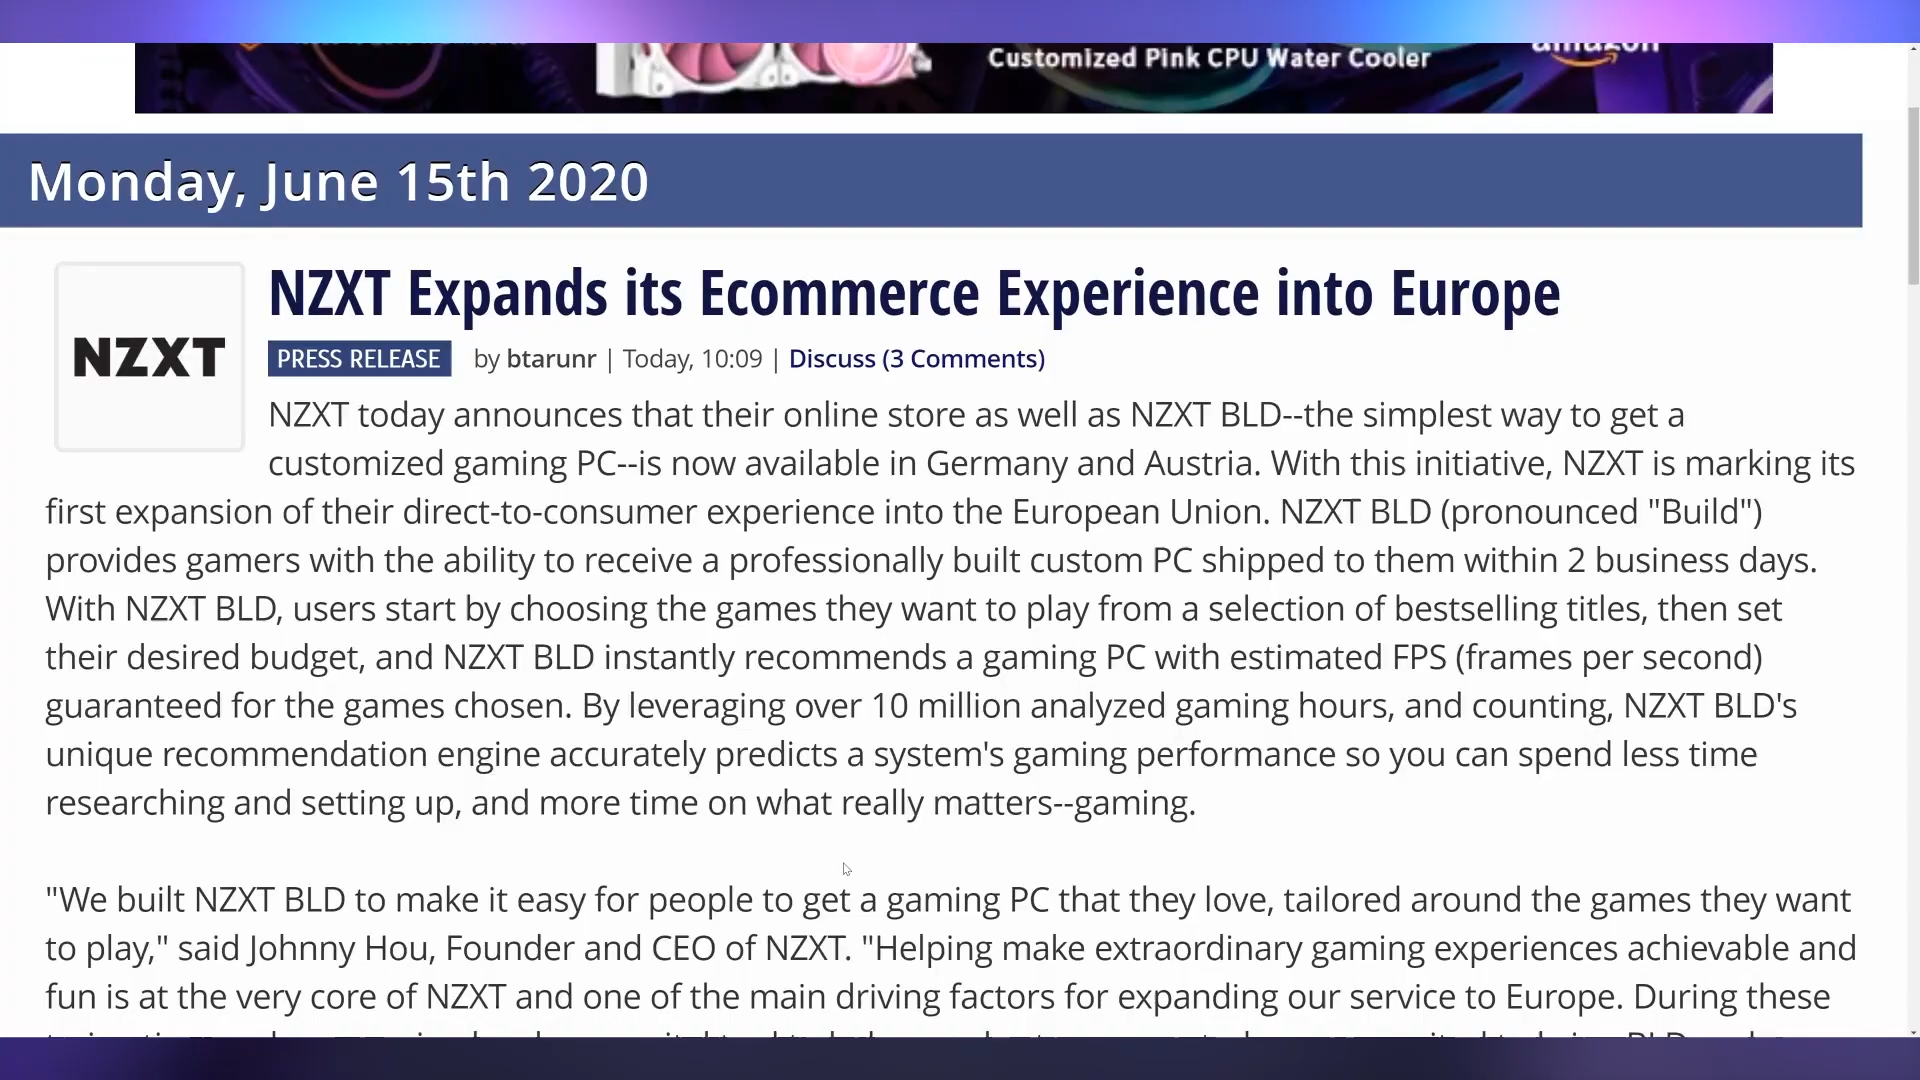 Customized Pink CPU Water Cooler
amazon
Monday, June 15th 2020
NZXT
NZXT Expands its Ecommerce Experience into Europe
PRESS RELEASE by btarunr | Today, 10:09 | Discuss (3 Comments)
NZXT today announces that their online store as well as NZXT BLD--the simplest way to get a
customized gaming PC--is now available in Germany and Austria. With this initiative, NZXT is marking its
first expansion of their direct-to-consumer experience into the European Union. NZXT BLD (pronounced "Build")
provides gamers with the ability to receive a professionally built custom PC shipped to them within 2 business days.
With NZXT BLD, users start by choosing the games they want to play from a selection of bestselling titles, then set
their desired budget, and NZXT BLD instantly recommends a gaming PC with estimated FPS (frames per second)
guaranteed for the games chosen. By leveraging over 10 million analyzed gaming hours, and counting, NZXT BLD's
unique recommendation engine accurately predicts a system's gaming performance so you can spend less time
researching and setting up, and more time on what really matters--gaming.
"We built NZXT BLD to make it easy for people to get a gaming PC that they love, tailored around the games they want
to play," said Johnny Hou, Founder and CEO of NZXT. "Helping make extraordinary gaming experiences achievable and
fun is at the very core of NZXT and one of the main driving factors for expanding our service to Europe. During these